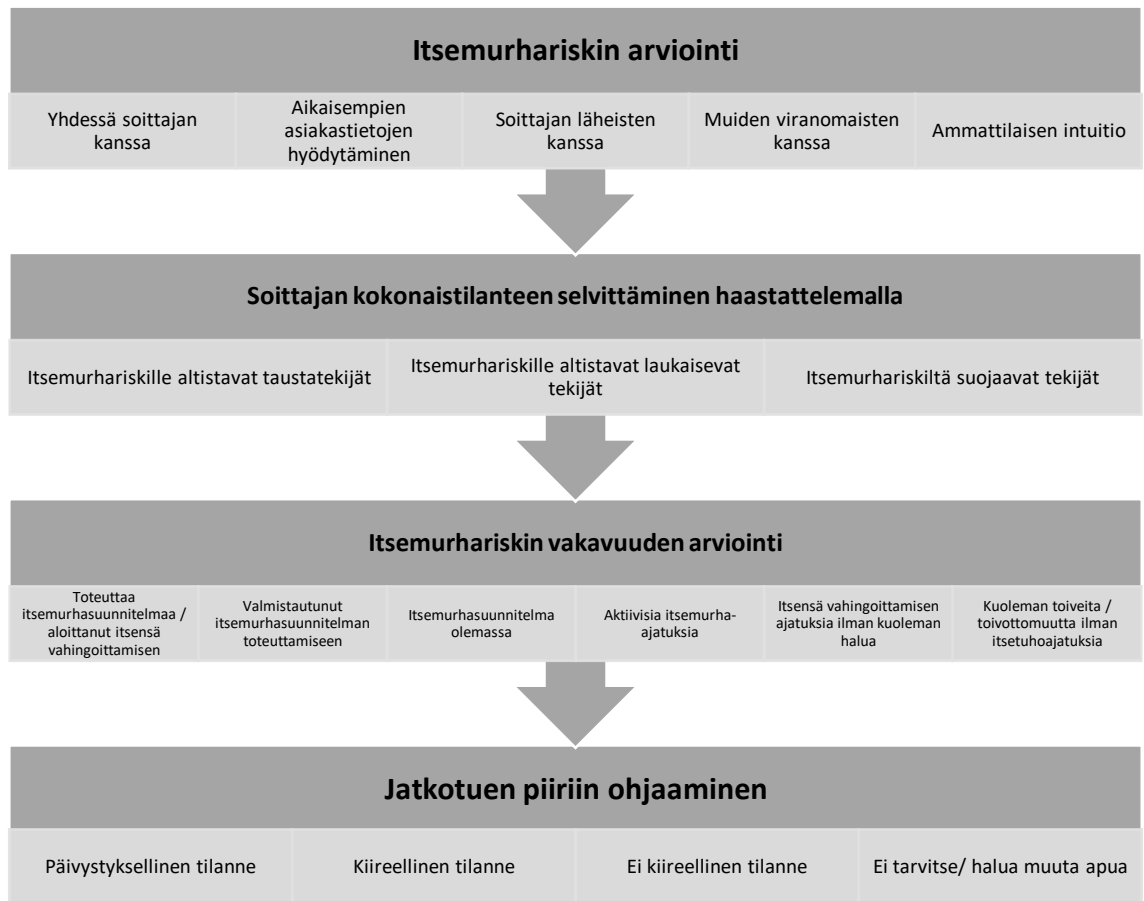 Itsemurhariskin arviointi
Yhdessä soittajan
kanssa
Aikaisempien
asiakastietojen
hyödytäminen
Soittajan läheisten
kanssa
Muiden viranomaisten
kanssa
Ammattilaisen intuitio
Soittajan kokonaistilanteen selvittäminen haastattelemalla
Itsemurhariskille altistavat taustatekijät
Itsemurhariskille altistavat laukaisevat
tekijät
Itsemurhariskiltä suojaavat tekijät
Itsemurhariskin vakavuuden arviointi
Toteuttaa
itsemurhasuunnitelmaa /
aloittanut itsensä
vahingoittamisen
Valmistautunut
itsemurhasuunnitelman
toteuttamiseen
Itsemurhasuunnitelma
olemassa
Aktiivisia itsemurha-
ajatuksia
Itsensä vahingoittamisen
ajatuksia ilman kuoleman
halua
Kuoleman toiveita /
toivottomuutta ilman
itsetuhoajatuksia
Jatkotuen piiriin ohjaaminen
Päivystyksellinen tilanne
Kiireellinen tilanne
Ei kiireellinen tilanne
Ei tarvitse/ halua muuta apua